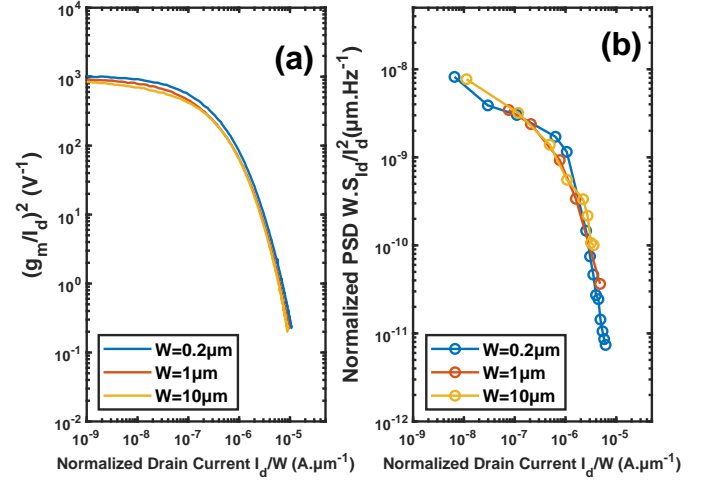 (a)
(g_m/I_d)^2 (V^-1)
10^4
10^3
10^2
10^1
10^0
10^-1
10^-2
W=0.2μm
W=1μm
W=10μm
10^-9 10^-8 10^-7 10^-6 10^-5
Normalized Drain Current I_d/W (A.μm^-1)
(b)
Normalized PSD W.S_Id/I_d^2(μm.Hz^-1)
10^-8
10^-9
10^-10
10^-11
10^-12
W=0.2μm
W=1μm
W=10μm
10^-9 10^-8 10^-7 10^-6 10^-5
Normalized Drain Current I_d/W (A.μm^-1)